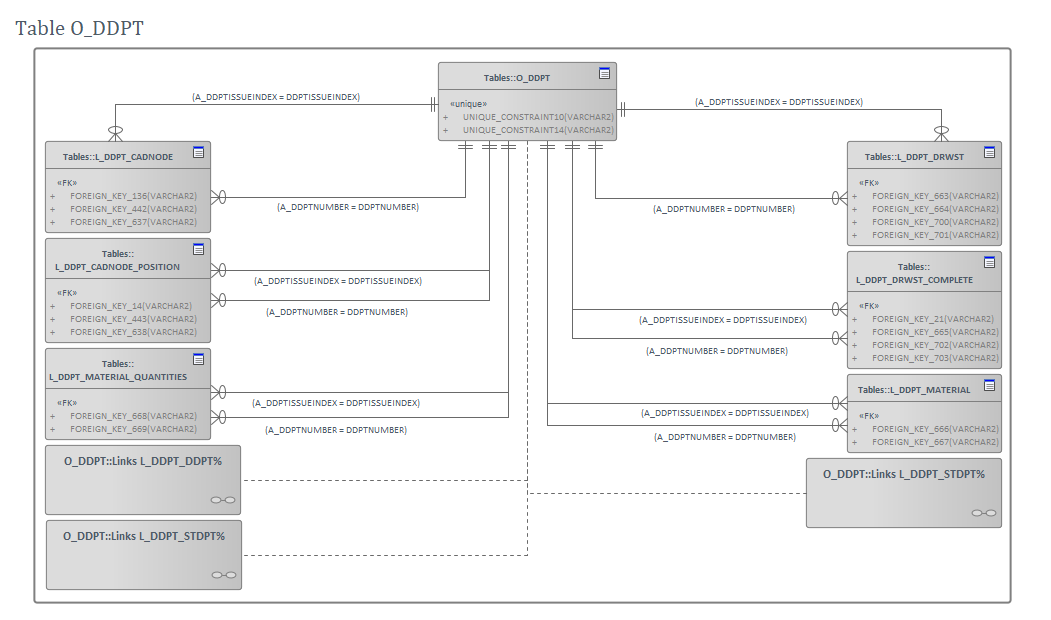 Table O_DDPT
Tables::O_DDPT
«unique»
+ UNIQUE_CONSTRAINT10(VARCHAR2)
+ UNIQUE_CONSTRAINT14(VARCHAR2)
(A_DDPTISSUEINDEX = DDPTISSUEINDEX)
(A_DDPTISSUEINDEX = DDPTISSUEINDEX)
Tables::L_DDPT_CADNODE
«FK»
+ FOREIGN_KEY_136(VARCHAR2)
+ FOREIGN_KEY_442(VARCHAR2)
+ FOREIGN_KEY_637(VARCHAR2)
(A_DDPTNUMBER = DDPTNUMBER)
Tables::
L_DDPT_CADNODE_POSITION
«FK»
+ FOREIGN_KEY_14(VARCHAR2)
+ FOREIGN_KEY_443(VARCHAR2)
+ FOREIGN_KEY_638(VARCHAR2)
(A_DDPTISSUEINDEX = DDPTISSUEINDEX)
(A_DDPTNUMBER = DDPTNUMBER)
Tables::
L_DDPT_MATERIAL_QUANTITIES
«FK»
+ FOREIGN_KEY_668(VARCHAR2)
+ FOREIGN_KEY_669(VARCHAR2)
(A_DDPTISSUEINDEX = DDPTISSUEINDEX)
(A_DDPTNUMBER = DDPTNUMBER)
O_DDPT::Links L_DDPT_DDPT%
O_DDPT::Links L_DDPT_STDPT%
Tables::L_DDPT_DRWST
«FK»
+ FOREIGN_KEY_663(VARCHAR2)
+ FOREIGN_KEY_664(VARCHAR2)
+ FOREIGN_KEY_700(VARCHAR2)
+ FOREIGN_KEY_701(VARCHAR2)
(A_DDPTNUMBER = DDPTNUMBER)
Tables::
L_DDPT_DRWST_COMPLETE
«FK»
+ FOREIGN_KEY_21(VARCHAR2)
+ FOREIGN_KEY_665(VARCHAR2)
+ FOREIGN_KEY_702(VARCHAR2)
+ FOREIGN_KEY_703(VARCHAR2)
(A_DDPTISSUEINDEX = DDPTISSUEINDEX)
(A_DDPTNUMBER = DDPTNUMBER)
Tables::L_DDPT_MATERIAL
«FK»
+ FOREIGN_KEY_666(VARCHAR2)
+ FOREIGN_KEY_667(VARCHAR2)
(A_DDPTISSUEINDEX = DDPTISSUEINDEX)
(A_DDPTNUMBER = DDPTNUMBER)
O_DDPT::Links L_DDPT_STDPT%